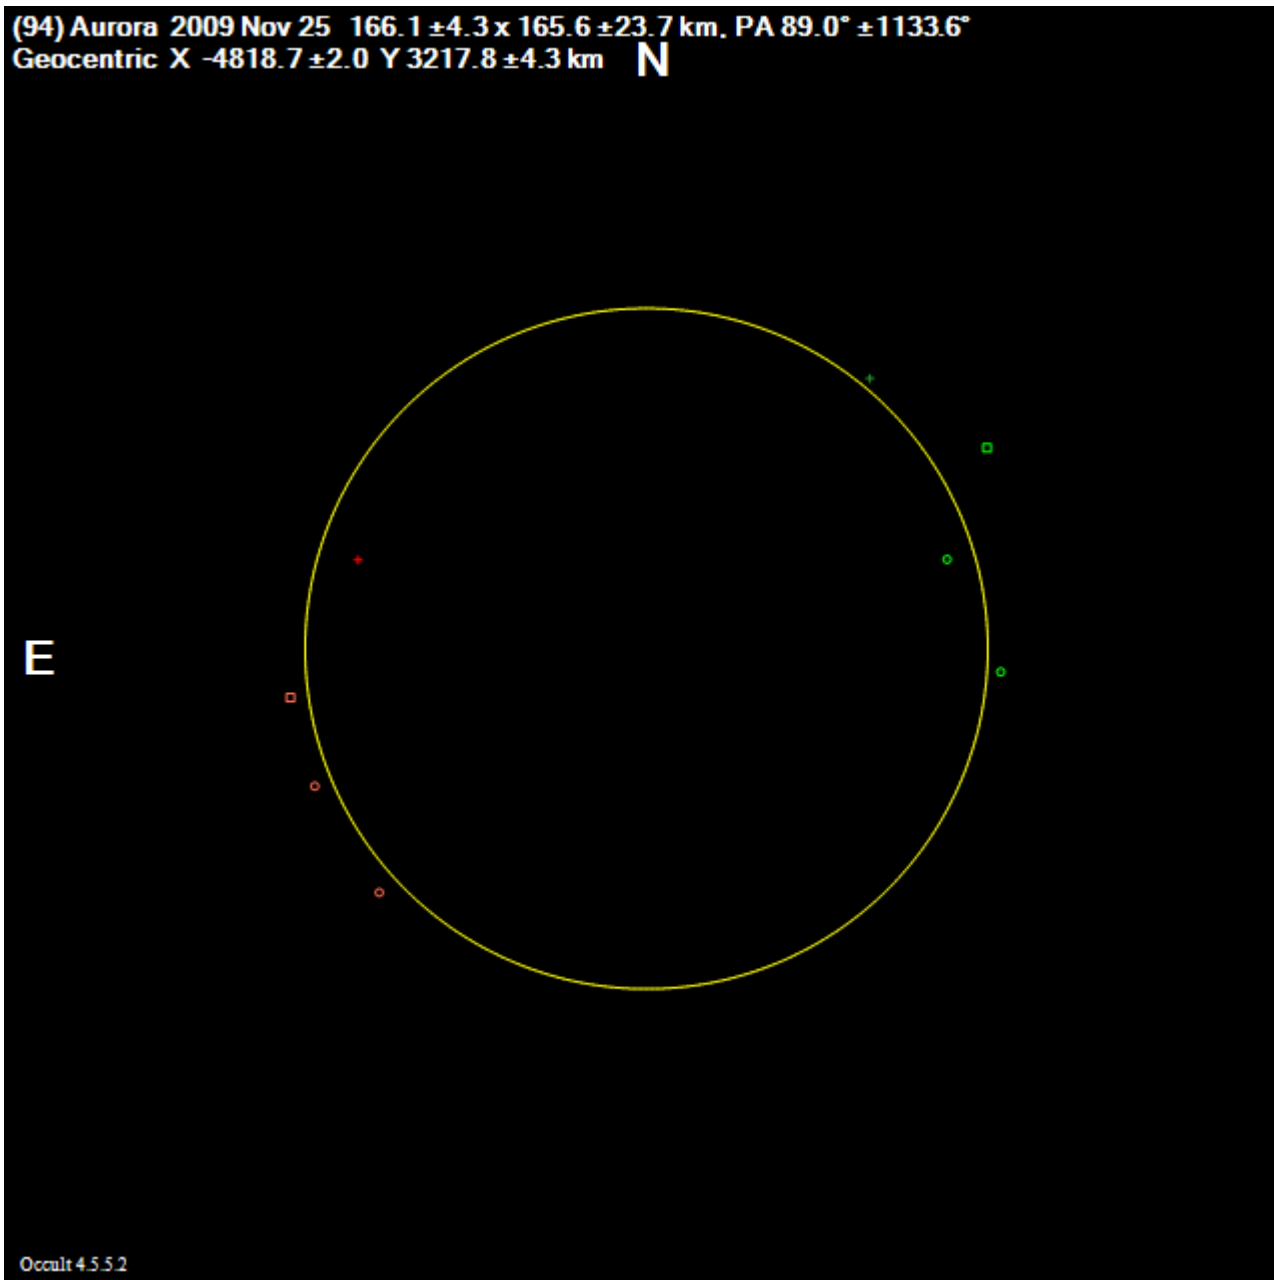 (94) Aurora 2009 Nov 25 166.1 ±4.3 x 165.6 ±23.7 km, PA 89.0° ±1133.6°
Geocentric X -4818.7 ±2.0 Y 3217.8 ±4.3 km
N
E
Occult 4.5.5.2